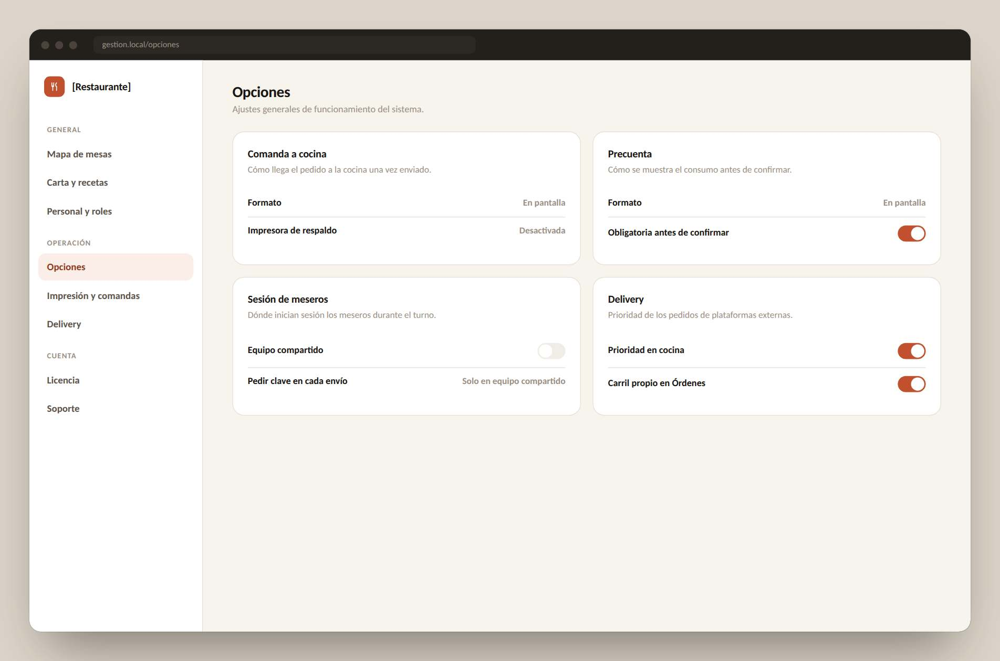 gestion.local/opciones
[Restaurante]
GENERAL
Mapa de mesas
Carta y recetas
Personal y roles
OPERACIÓN
Opciones
Impresión y comandas
Delivery
CUENTA
Licencia
Soporte
Opciones
Ajustes generales de funcionamiento del sistema.
Comanda a cocina
Cómo llega el pedido a la cocina una vez enviado.
Formato En pantalla
Impresora de respaldo Desactivada
Precuenta
Cómo se muestra el consumo antes de confirmar.
Formato En pantalla
Obligatoria antes de confirmar
Sesión de meseros
Dónde inician sesión los meseros durante el turno.
Equipo compartido
Pedir clave en cada envío Solo en equipo compartido
Delivery
Prioridad de los pedidos de plataformas externas.
Prioridad en cocina
Carril propio en Órdenes